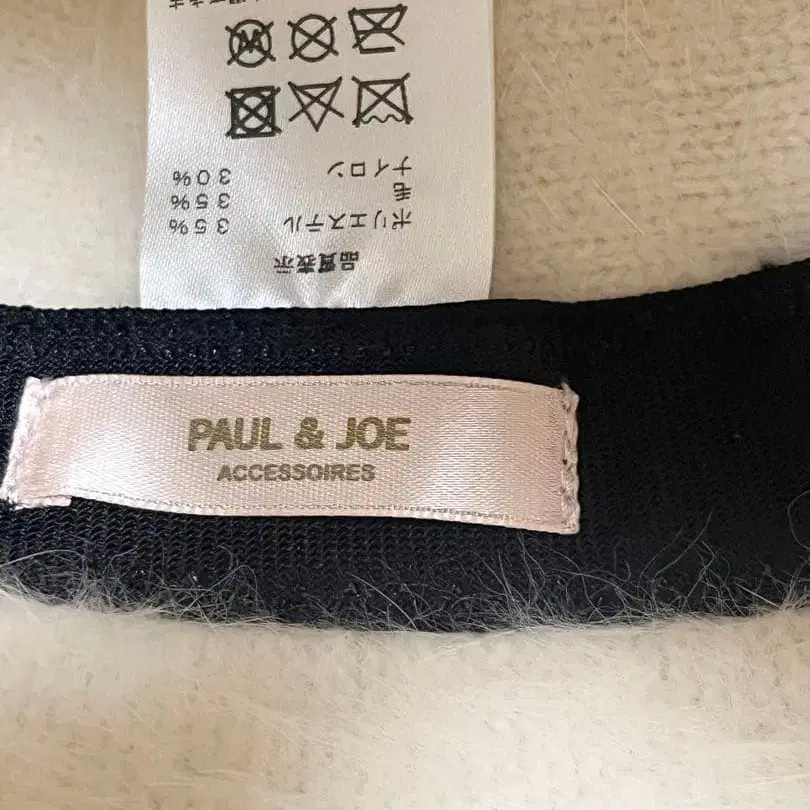 品質表示
ポリエステル 35%
毛 35%
ナイロン 30%
W
PAUL & JOE
ACCESSOIRES